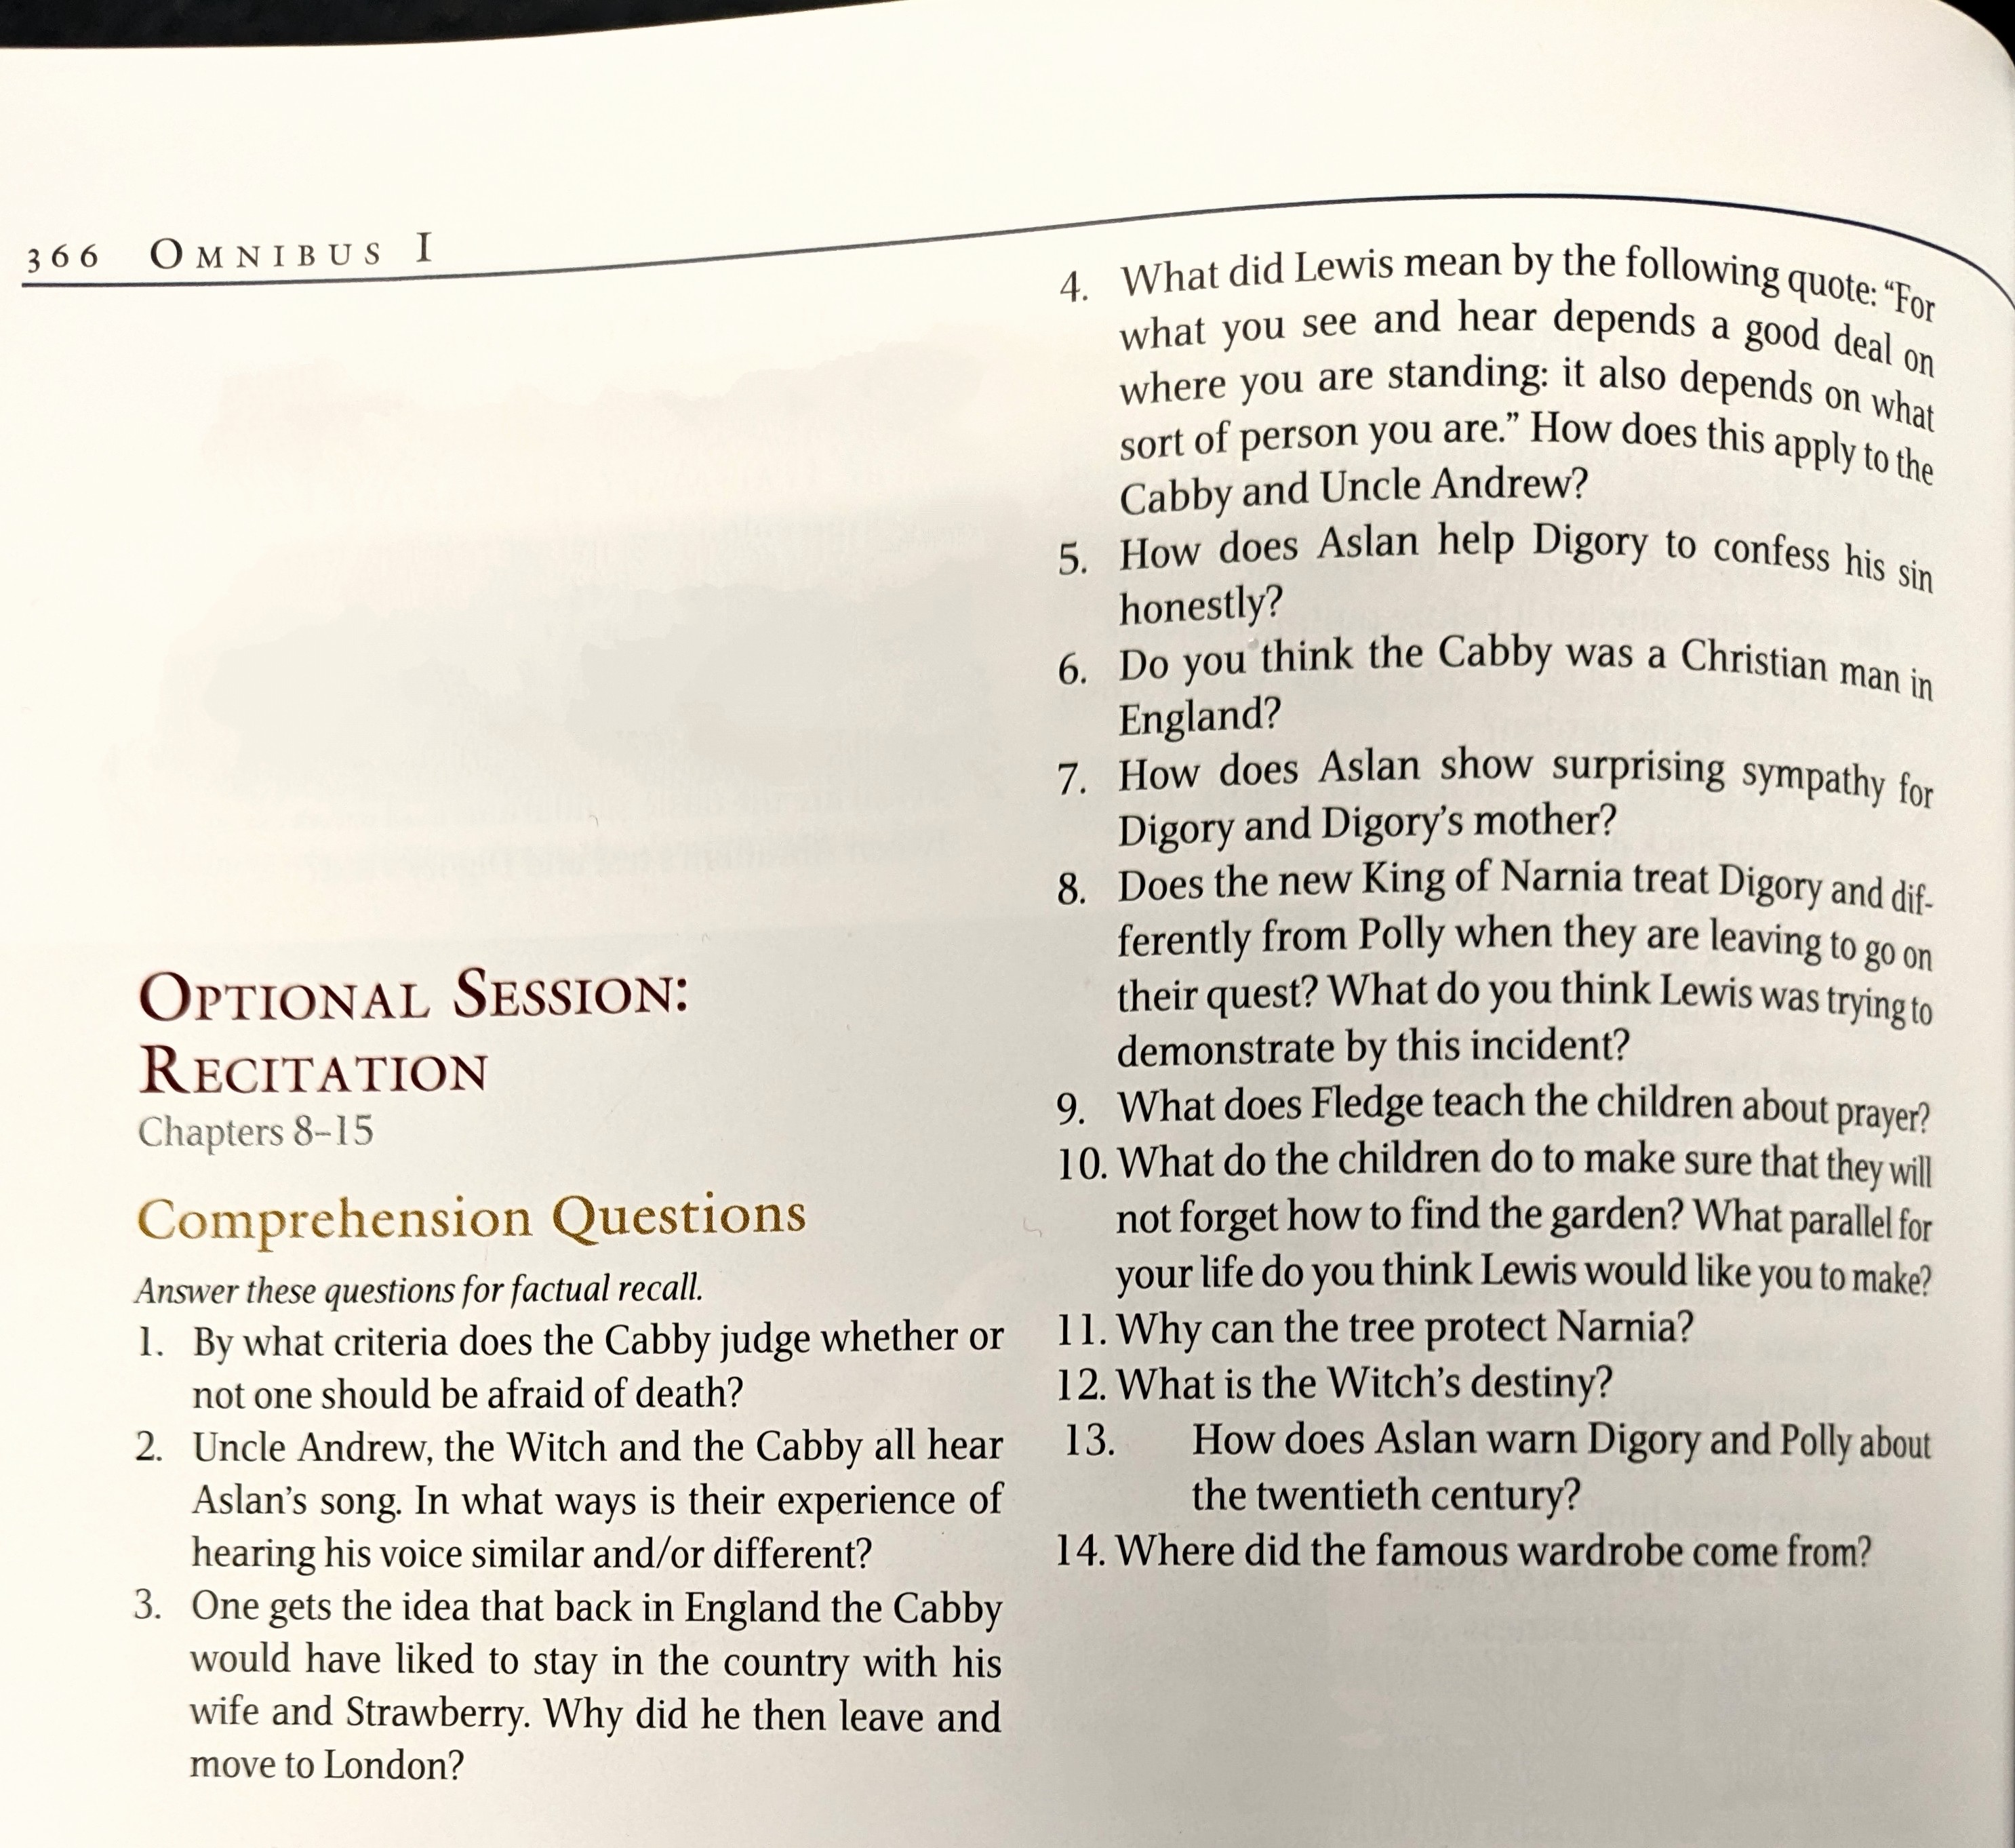 366 OMNIBUS I
OPTIONAL SESSION:
RECITATION
Chapters 8–15
Comprehension Questions
Answer these questions for factual recall.
1. By what criteria does the Cabby judge whether or
not one should be afraid of death?
2. Uncle Andrew, the Witch and the Cabby all hear
Aslan’s song. In what ways is their experience of
hearing his voice similar and/or different?
3. One gets the idea that back in England the Cabby
would have liked to stay in the country with his
wife and Strawberry. Why did he then leave and
move to London?
4. What did Lewis mean by the following quote: “For
what you see and hear depends a good deal on
where you are standing: it also depends on what
sort of person you are.” How does this apply to the
Cabby and Uncle Andrew?
5. How does Aslan help Digory to confess his sin
honestly?
6. Do you think the Cabby was a Christian man in
England?
7. How does Aslan show surprising sympathy for
Digory and Digory’s mother?
8. Does the new King of Narnia treat Digory and dif-
ferently from Polly when they are leaving to go on
their quest? What do you think Lewis was trying to
demonstrate by this incident?
9. What does Fledge teach the children about prayer?
10. What do the children do to make sure that they will
not forget how to find the garden? What parallel for
your life do you think Lewis would like you to make?
11. Why can the tree protect Narnia?
12. What is the Witch’s destiny?
13. How does Aslan warn Digory and Polly about
the twentieth century?
14. Where did the famous wardrobe come from?